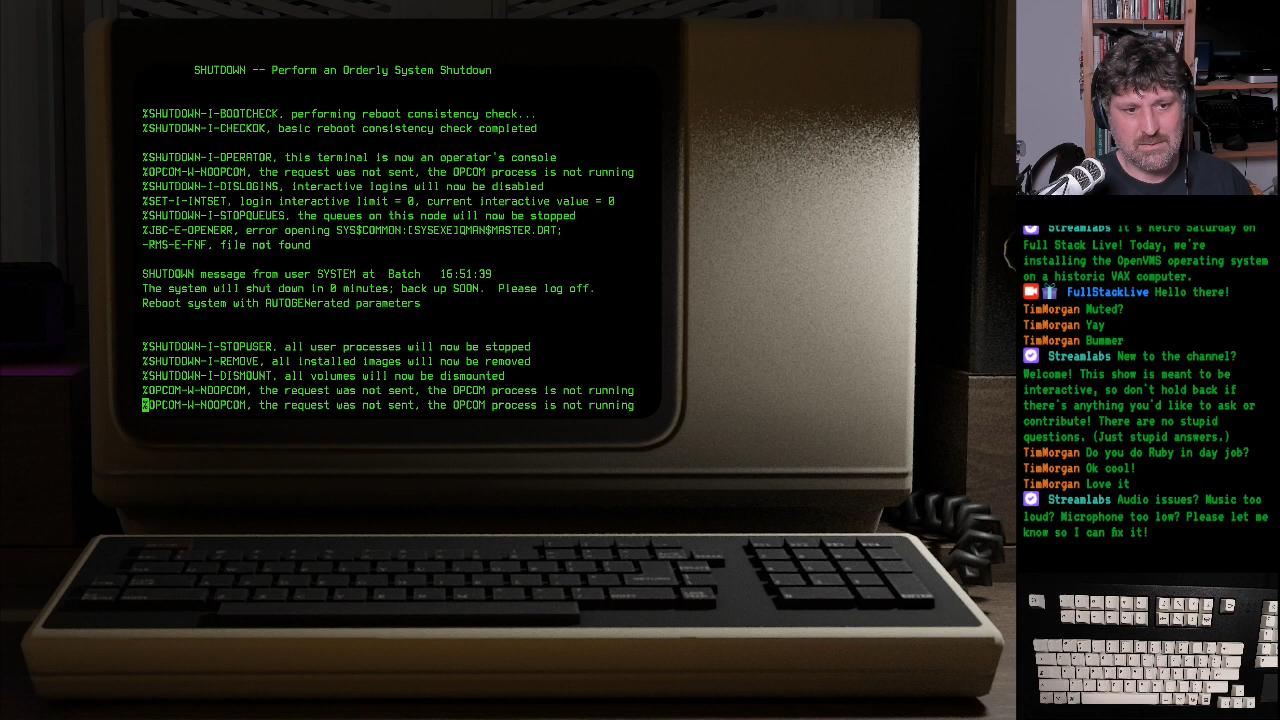 SHUTDOWN -- Perform an Orderly System Shutdown
%SHUTDOWN-I-BOOTCHECK, performing reboot consistency check...
%SHUTDOWN-I-CHECKOK, basic reboot consistency check completed
%SHUTDOWN-I-OPERATOR, this terminal is now an operator's console
%OPCOM-W-NOOPCOM, the request was not sent, the OPCOM process is not running
%SHUTDOWN-I-DISLOGINS, interactive logins will now be disabled
%SET-I-INTSET, login interactive limit = 0, current interactive value = 0
%SHUTDOWN-I-STOPQUEUES, the queues on this node will now be stopped
%JBC-E-OPENERR, error opening SYS$COMMON:[SYSEXE]QMAN$MASTER.DAT;
-RMS-E-FNF, file not found
SHUTDOWN message from user SYSTEM at  Batch   16:51:39
The system will shut down in 0 minutes; back up SOON.  Please log off.
Reboot system with AUTOGENerated parameters
%SHUTDOWN-I-STOPUSER, all user processes will now be stopped
%SHUTDOWN-I-REMOVE, all installed images will now be removed
%SHUTDOWN-I-DISMOUNT, all volumes will now be dismounted
%OPCOM-W-NOOPCOM, the request was not sent, the OPCOM process is not running
%OPCOM-W-NOOPCOM, the request was not sent, the OPCOM process is not running
Streamlabs It's Retro Saturday on
Full Stack Live! Today, we're
installing the OpenVMS operating system
on a historic VAX computer.
FullStackLive Hello there!
TimMorgan Muted?
TimMorgan Yay
TimMorgan Bummer
Streamlabs New to the channel?
Welcome! This show is meant to be
interactive, so don't hold back if
there's anything you'd like to ask or
contribute! There are no stupid
questions. (Just stupid answers.)
TimMorgan Do you do Ruby in day job?
TimMorgan Ok cool!
TimMorgan Love it
Streamlabs Audio issues? Music too
loud? Microphone too low? Please let me
know so I can fix it!